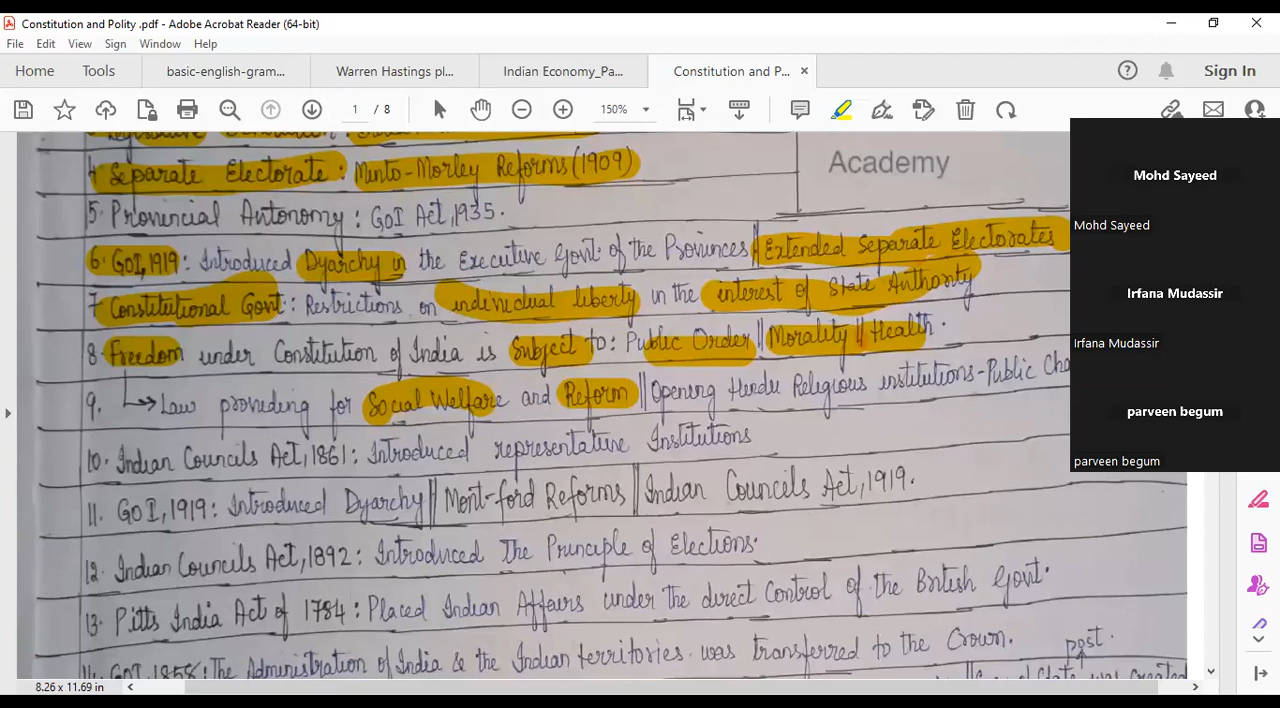 Constitution and Polity .pdf - Adobe Acrobat Reader (64-bit)
File Edit View Sign Window Help
Home Tools basic-english-gram... Warren Hastings pl... Indian Economy_Pa... Constitution and P... × Sign In
1 / 8 150%
4. Separate Electorate : Minto-Morley Reforms (1909)
Academy
5. Provincial Autonomy : GoI Act, 1935.
6. GoI, 1919 : Introduced Dyarchy in the Executive Govt. of the Provinces || Extended Separate Electorates
7. Constitutional Govt : Restrictions on individual liberty in the interest of State Authority
8. Freedom under Constitution of India is Subject to : Public Order || Morality || Health.
9. Law providing for Social Welfare and Reform || Opening Hindu Religious institutions - Public Cha
10. Indian Councils Act, 1861 : Introduced representative Institutions
11. GOI, 1919 : Introduced Dyarchy || Mont-ford Reforms || Indian Councils Act, 1919.
12. Indian Councils Act, 1892 : Introduced the Principle of Elections.
13. Pitts India Act of 1784 : Placed Indian Affairs under the direct Control of the British Govt.
14. GOI, 1858 : The Administration of India & the Indian territories was transferred to the Crown.
post
was created
Mohd Sayeed
Mohd Sayeed
Irfana Mudassir
Irfana Mudassir
parveen begum
parveen begum
8.26 x 11.69 in